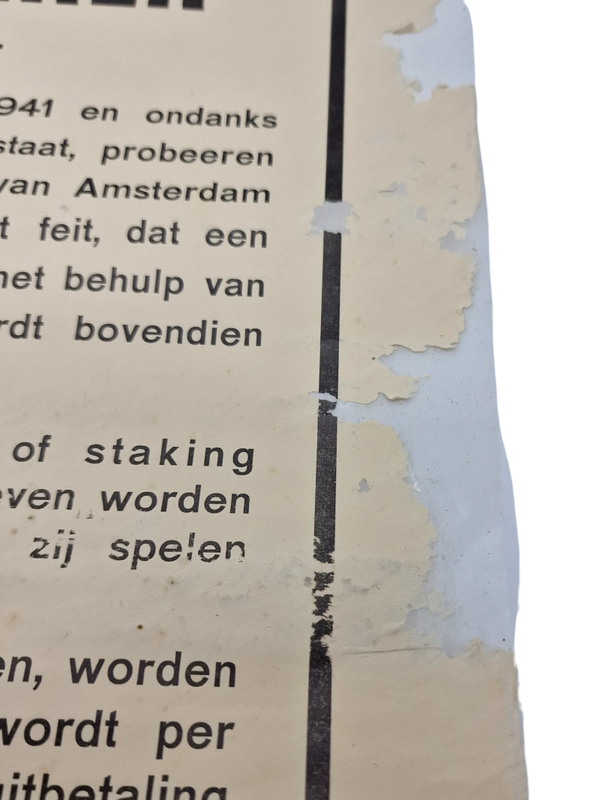 941 en ondanks
staat, probeeren
van Amsterdam
t feit, dat een
met behulp van
rdt bovendien
of staking
even worden
zij spelen
en, worden
wordt per
uitbetaling